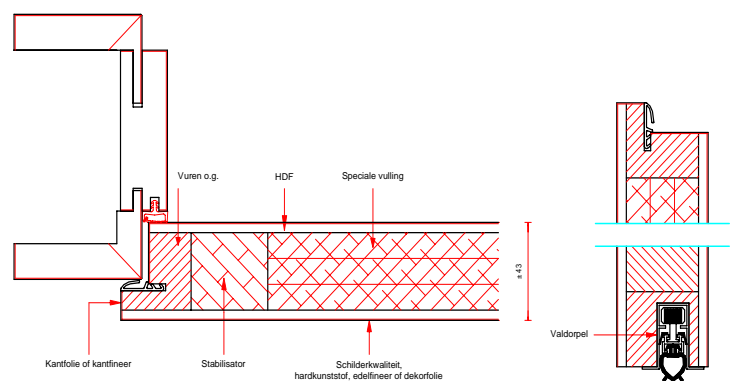 Vuren o.g.
HDF
Speciale vulling
±43
Valdorpel
Kantfolie of kantfineer
Stabilisator
Schilderkwaliteit,
hardkunststof, edelfineer of dekorfolie